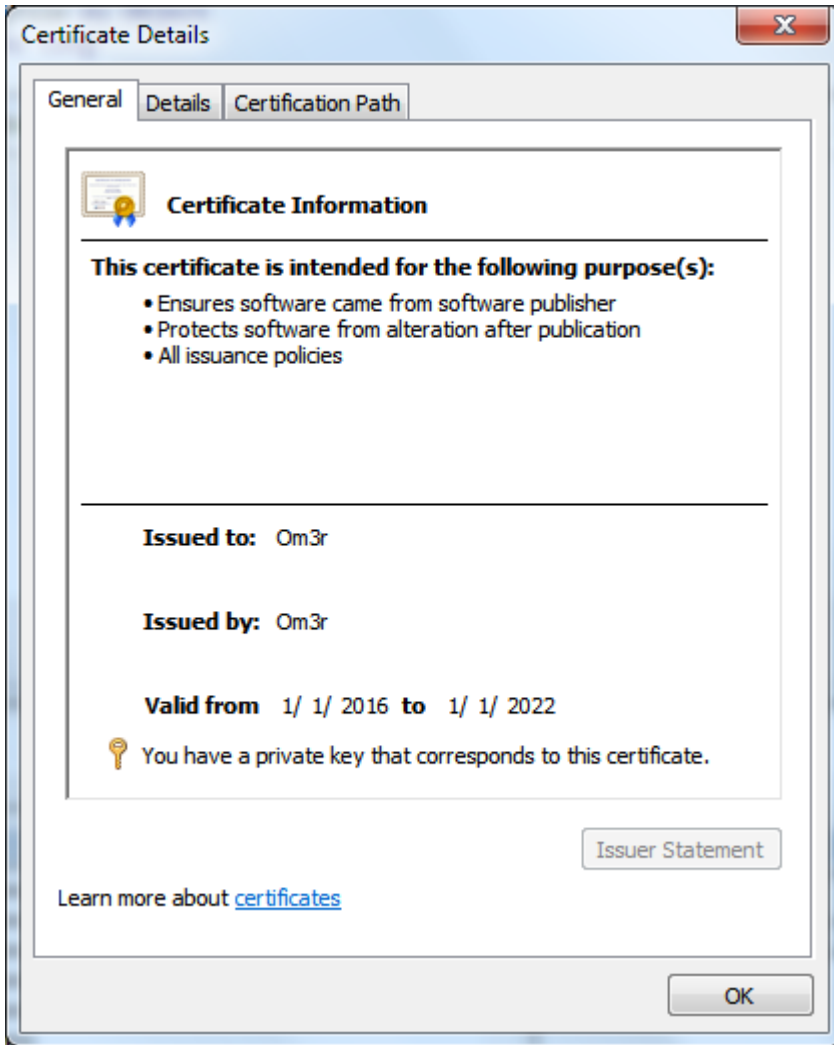 Certificate Details
General Details Certification Path
Certificate Information
This certificate is intended for the following purpose(s):
• Ensures software came from software publisher
• Protects software from alteration after publication
• All issuance policies
Issued to: Om3r
Issued by: Om3r
Valid from 1/ 1/ 2016 to 1/ 1/ 2022
You have a private key that corresponds to this certificate.
Issuer Statement
Learn more about certificates
OK